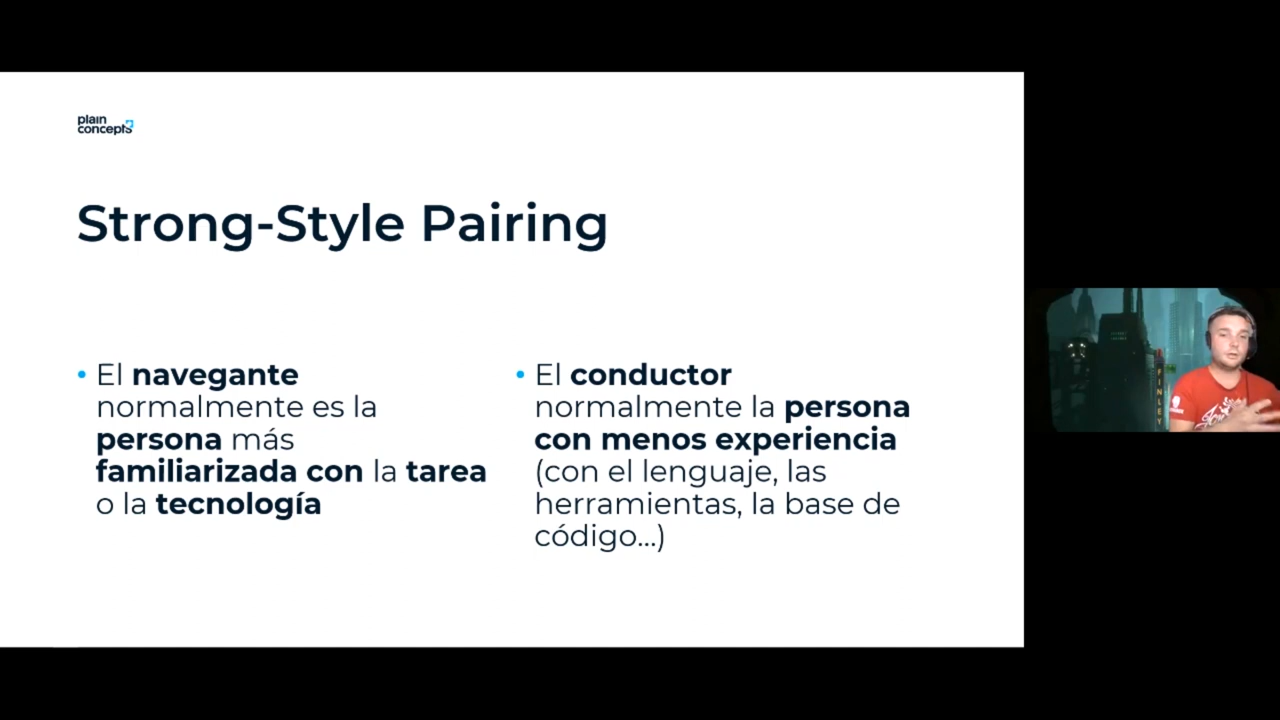 plain
concepts
Strong-Style Pairing
• El navegante
normalmente es la
persona más
familiarizada con la tarea
o la tecnología
• El conductor
normalmente la persona
con menos experiencia
(con el lenguaje, las
herramientas, la base de
código...)
FINLEY